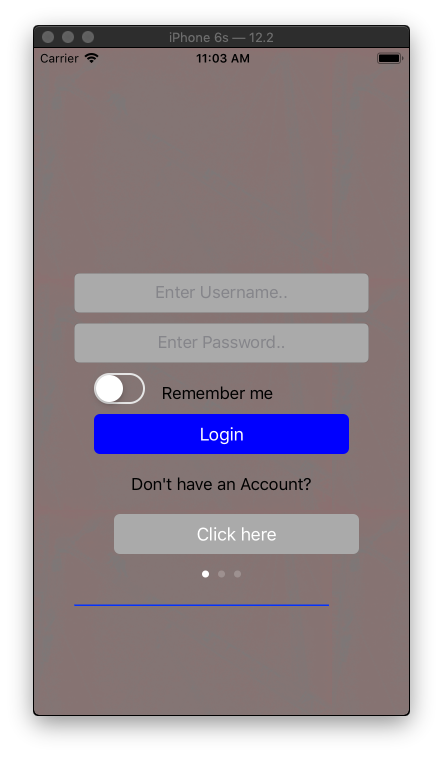 iPhone 6s — 12.2
Carrier 11:03 AM
Enter Username..
Enter Password..
Remember me
Login
Don't have an Account?
Click here